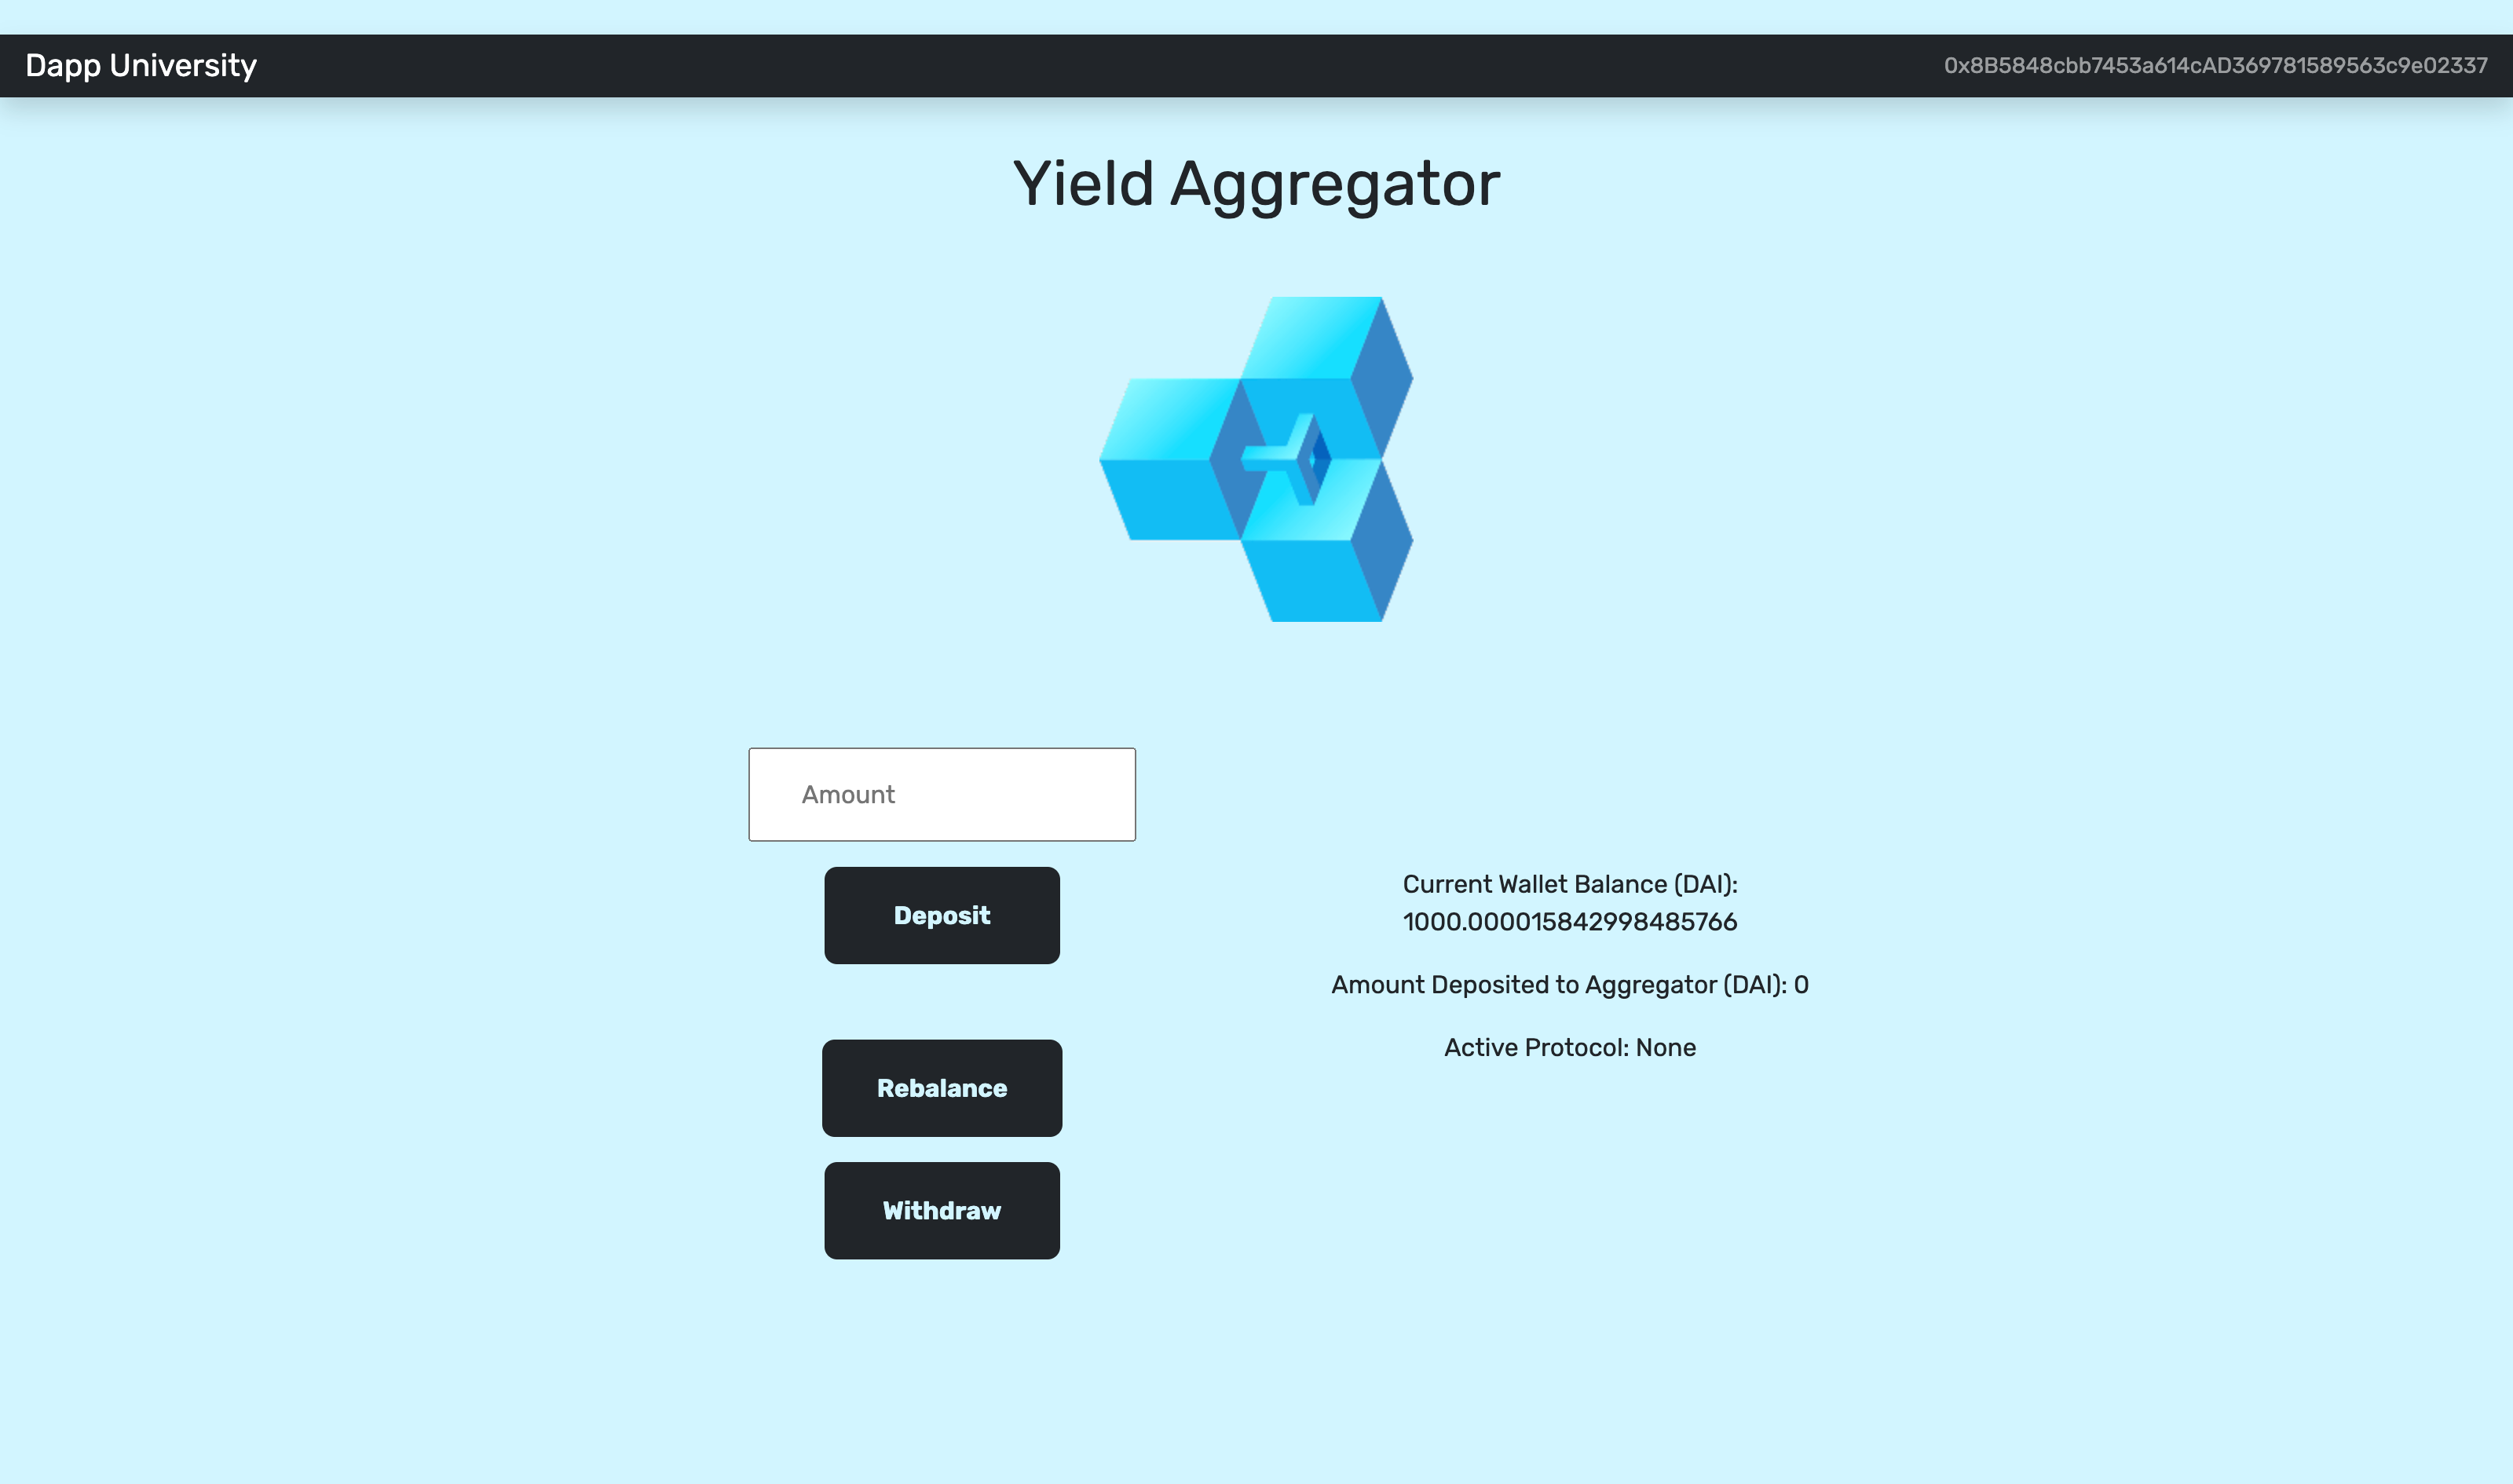 Dapp University
0x8B5848cbb7453a614cAD369781589563c9e02337
Yield Aggregator
Amount
Deposit
Rebalance
Withdraw
Current Wallet Balance (DAI):
1000.000015842998485766
Amount Deposited to Aggregator (DAI): 0
Active Protocol: None